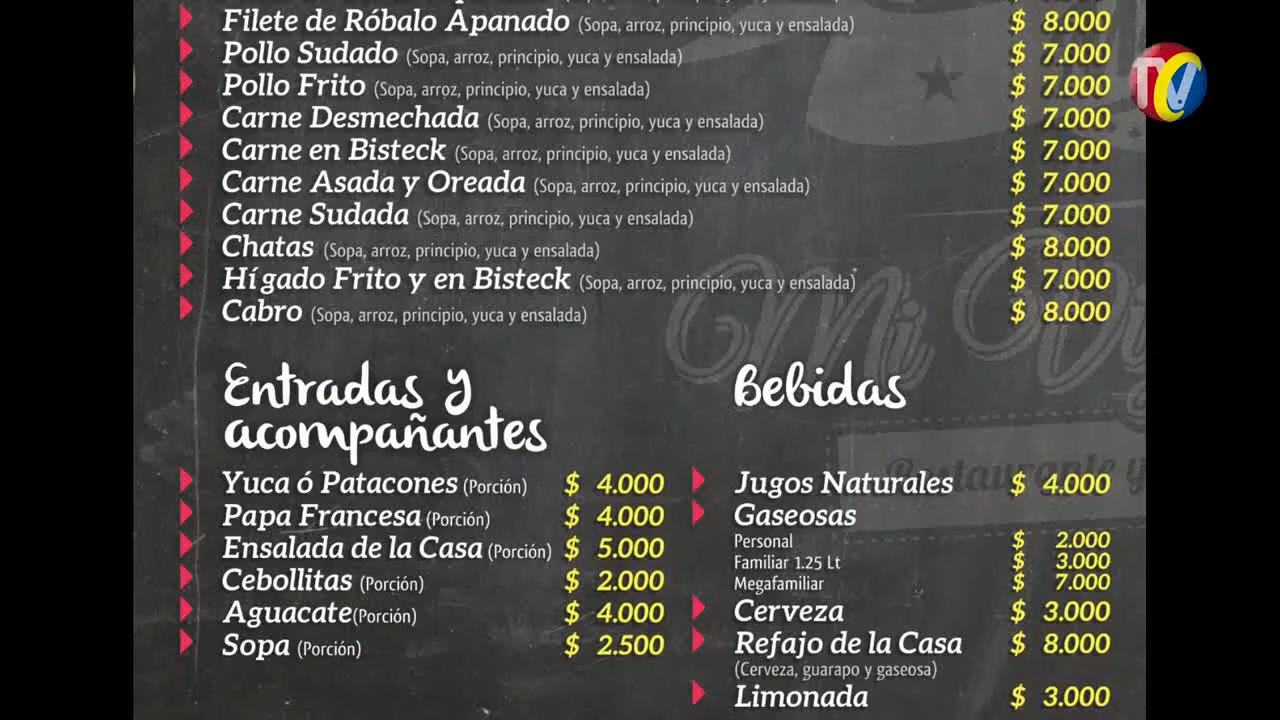 Filete de Róbalo Apanado (Sopa, arroz, principio, yuca y ensalada) $ 8.000
Pollo Sudado (Sopa, arroz, principio, yuca y ensalada) $ 7.000
Pollo Frito (Sopa, arroz, principio, yuca y ensalada) $ 7.000
Carne Desmechada (Sopa, arroz, principio, yuca y ensalada) $ 7.000
Carne en Bisteck (Sopa, arroz, principio, yuca y ensalada) $ 7.000
Carne Asada y Oreada (Sopa, arroz, principio, yuca y ensalada) $ 7.000
Carne Sudada (Sopa, arroz, principio, yuca y ensalada) $ 7.000
Chatas (Sopa, arroz, principio, yuca y ensalada) $ 8.000
Hígado Frito y en Bisteck (Sopa, arroz, principio, yuca y ensalada) $ 7.000
Cabro (Sopa, arroz, principio, yuca y ensalada) $ 8.000
Mi
Restaurante y
TV
Entradas y
acompañantes
Yuca ó Patacones (Porción) $ 4.000
Papa Francesa (Porción) $ 4.000
Ensalada de la Casa (Porción) $ 5.000
Cebollitas (Porción) $ 2.000
Aguacate(Porción) $ 4.000
Sopa (Porción) $ 2.500
Bebidas
Jugos Naturales $ 4.000
Gaseosas
Personal $ 2.000
Familiar 1.25 Lt $ 3.000
Megafamiliar $ 7.000
Cerveza $ 3.000
Refajo de la Casa $ 8.000
(Cerveza, guarapo y gaseosa)
Limonada $ 3.000